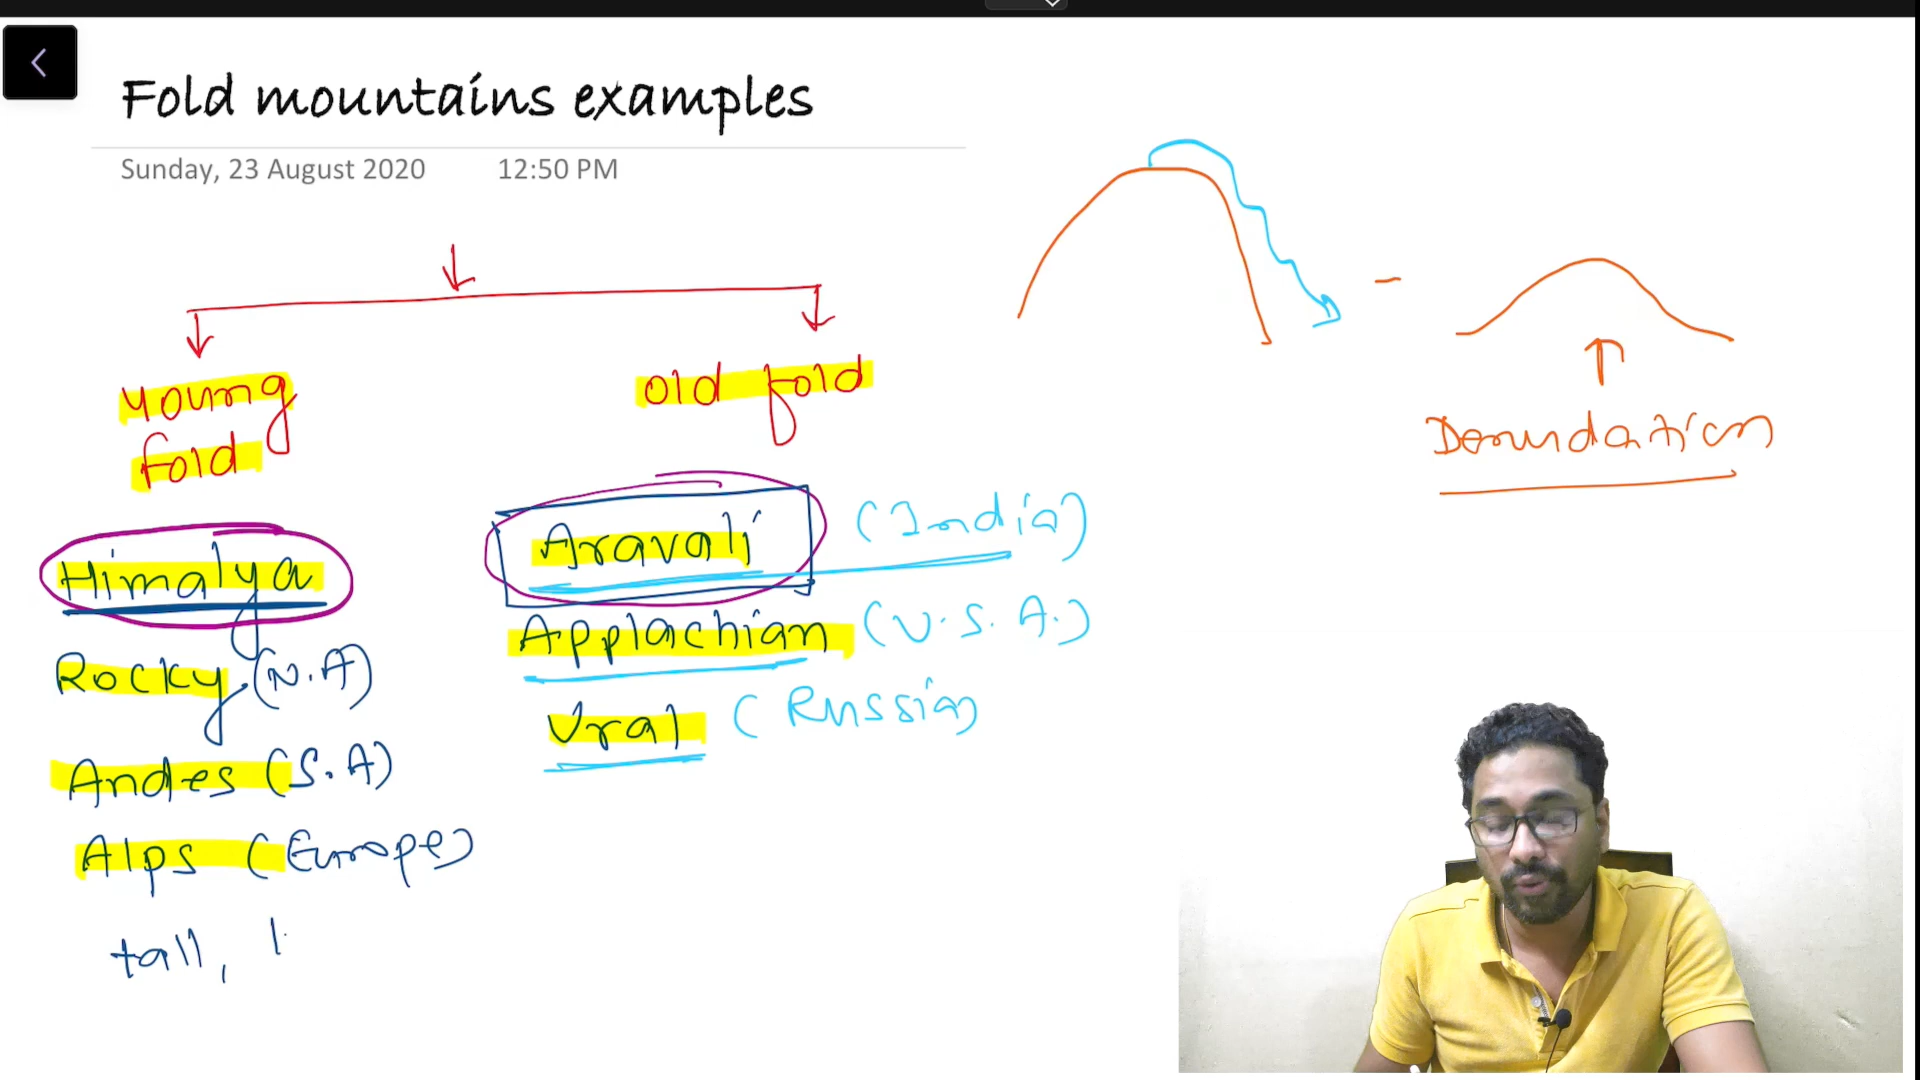 Fold mountains examples
Sunday, 23 August 2020 12:50 PM
Young
fold
Old fold
Himalya
Rocky (N.A)
Andes (S.A)
Alps (Europe)
tall,
Aravali (India)
Applachian (U.S.A.)
Ural (Russia)
Denundation